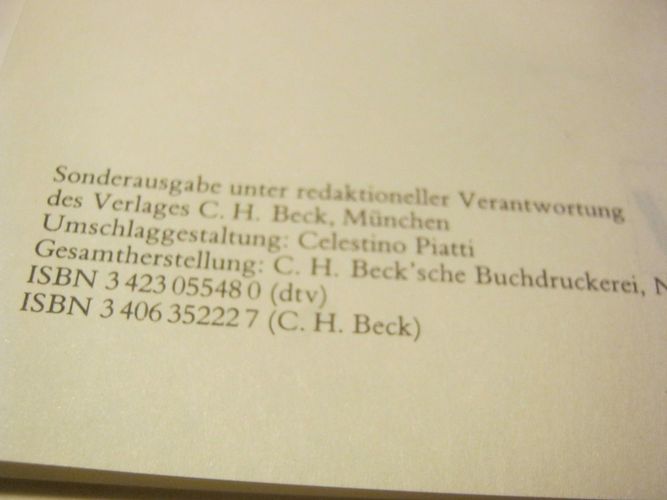 Sonderausgabe unter redaktioneller Verantwortung
des Verlages C. H. Beck, München
Umschlaggestaltung: Celestino Piatti
Gesamtherstellung: C. H. Beck'sche Buchdruckerei, N
ISBN 3 423 05548 0 (dtv)
ISBN 3 406 35222 7 (C. H. Beck)